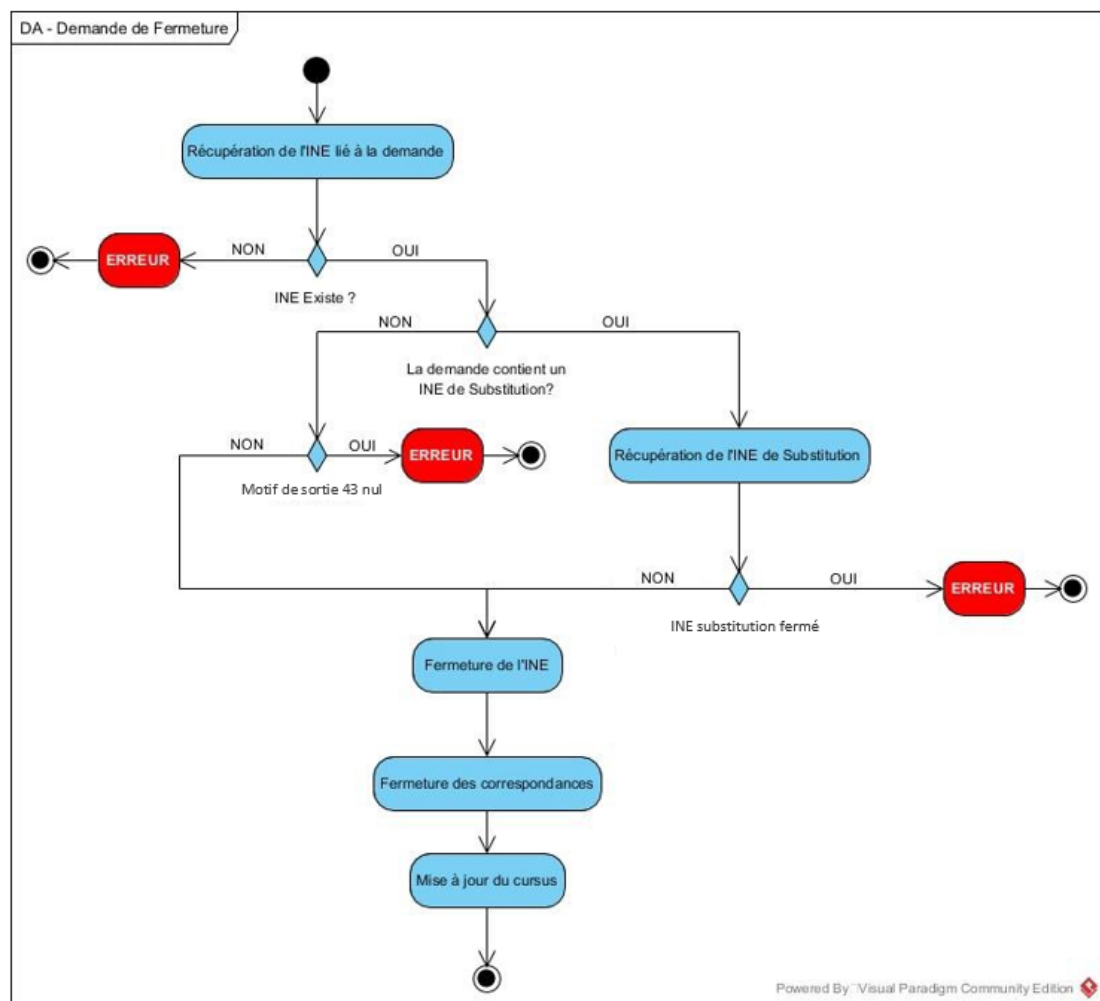 DA - Demande de Fermeture
Récupération de l'INE lié à la demande
NON
OUI
ERREUR
INE Existe ?
NON
OUI
La demande contient un
INE de Substitution?
NON
OUI
ERREUR
Récupération de l'INE de Substitution
Motif de sortie 43 nul
NON
OUI
ERREUR
INE substitution fermé
Fermeture de l'INE
Fermeture des correspondances
Mise à jour du cursus
Powered By Visual Paradigm Community Edition